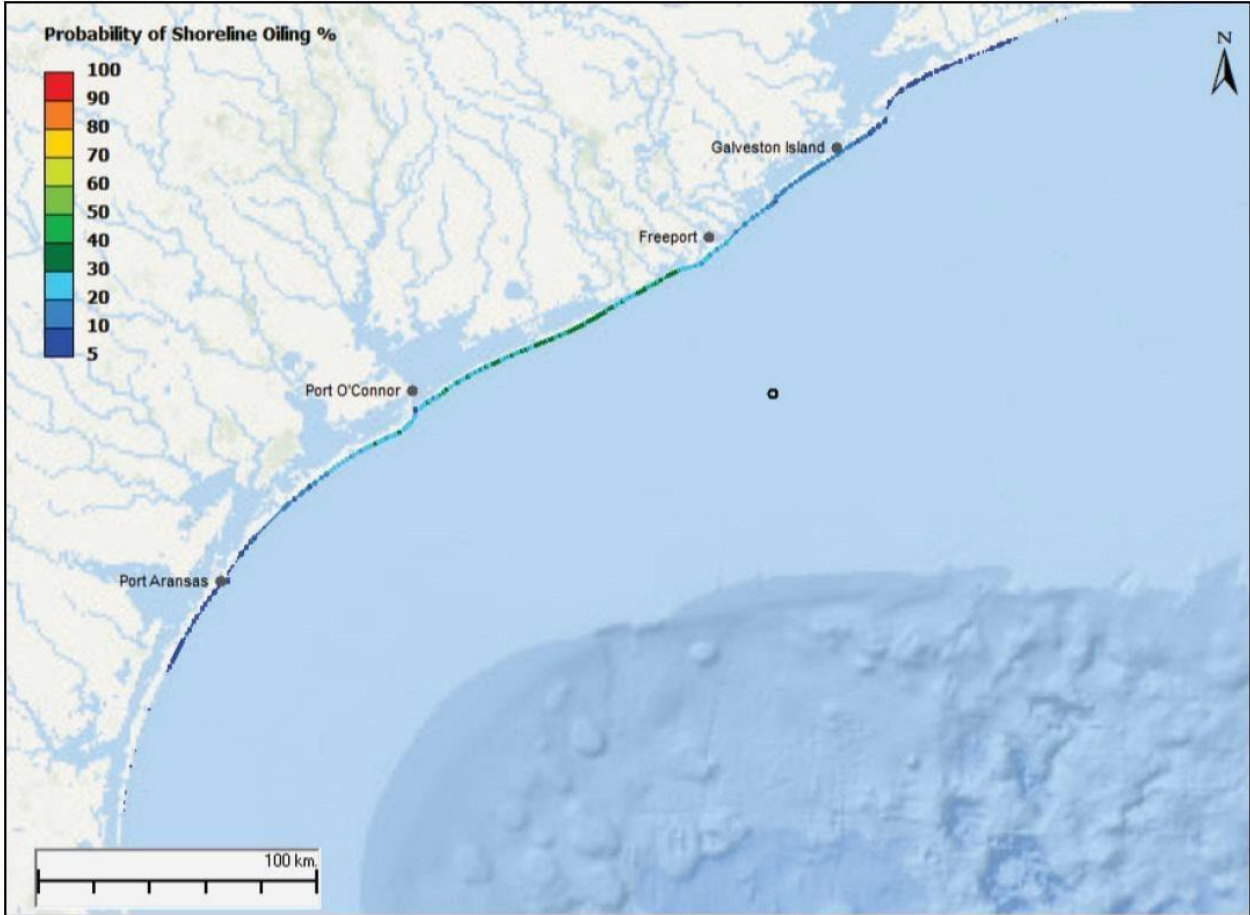 Probability of Shoreline Oiling %
100
90
80
70
60
50
40
30
20
10
5
N
Galveston Island
Freeport
Port O'Connor
Port Aransas
100 km.